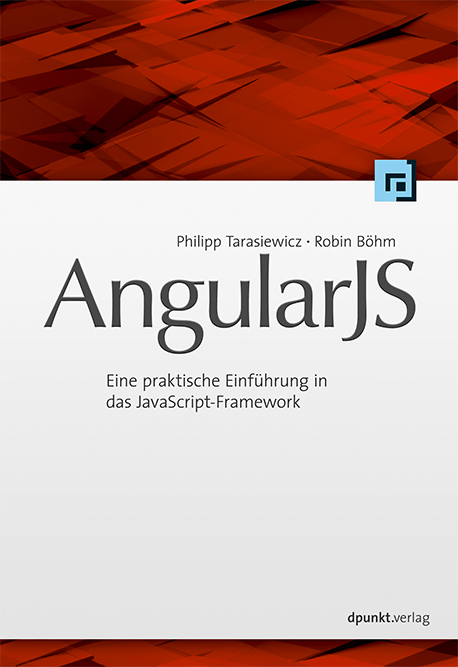 Philipp Tarasiewicz · Robin Böhm
AngularJS
Eine praktische Einführung in
das JavaScript-Framework
dpunkt.verlag